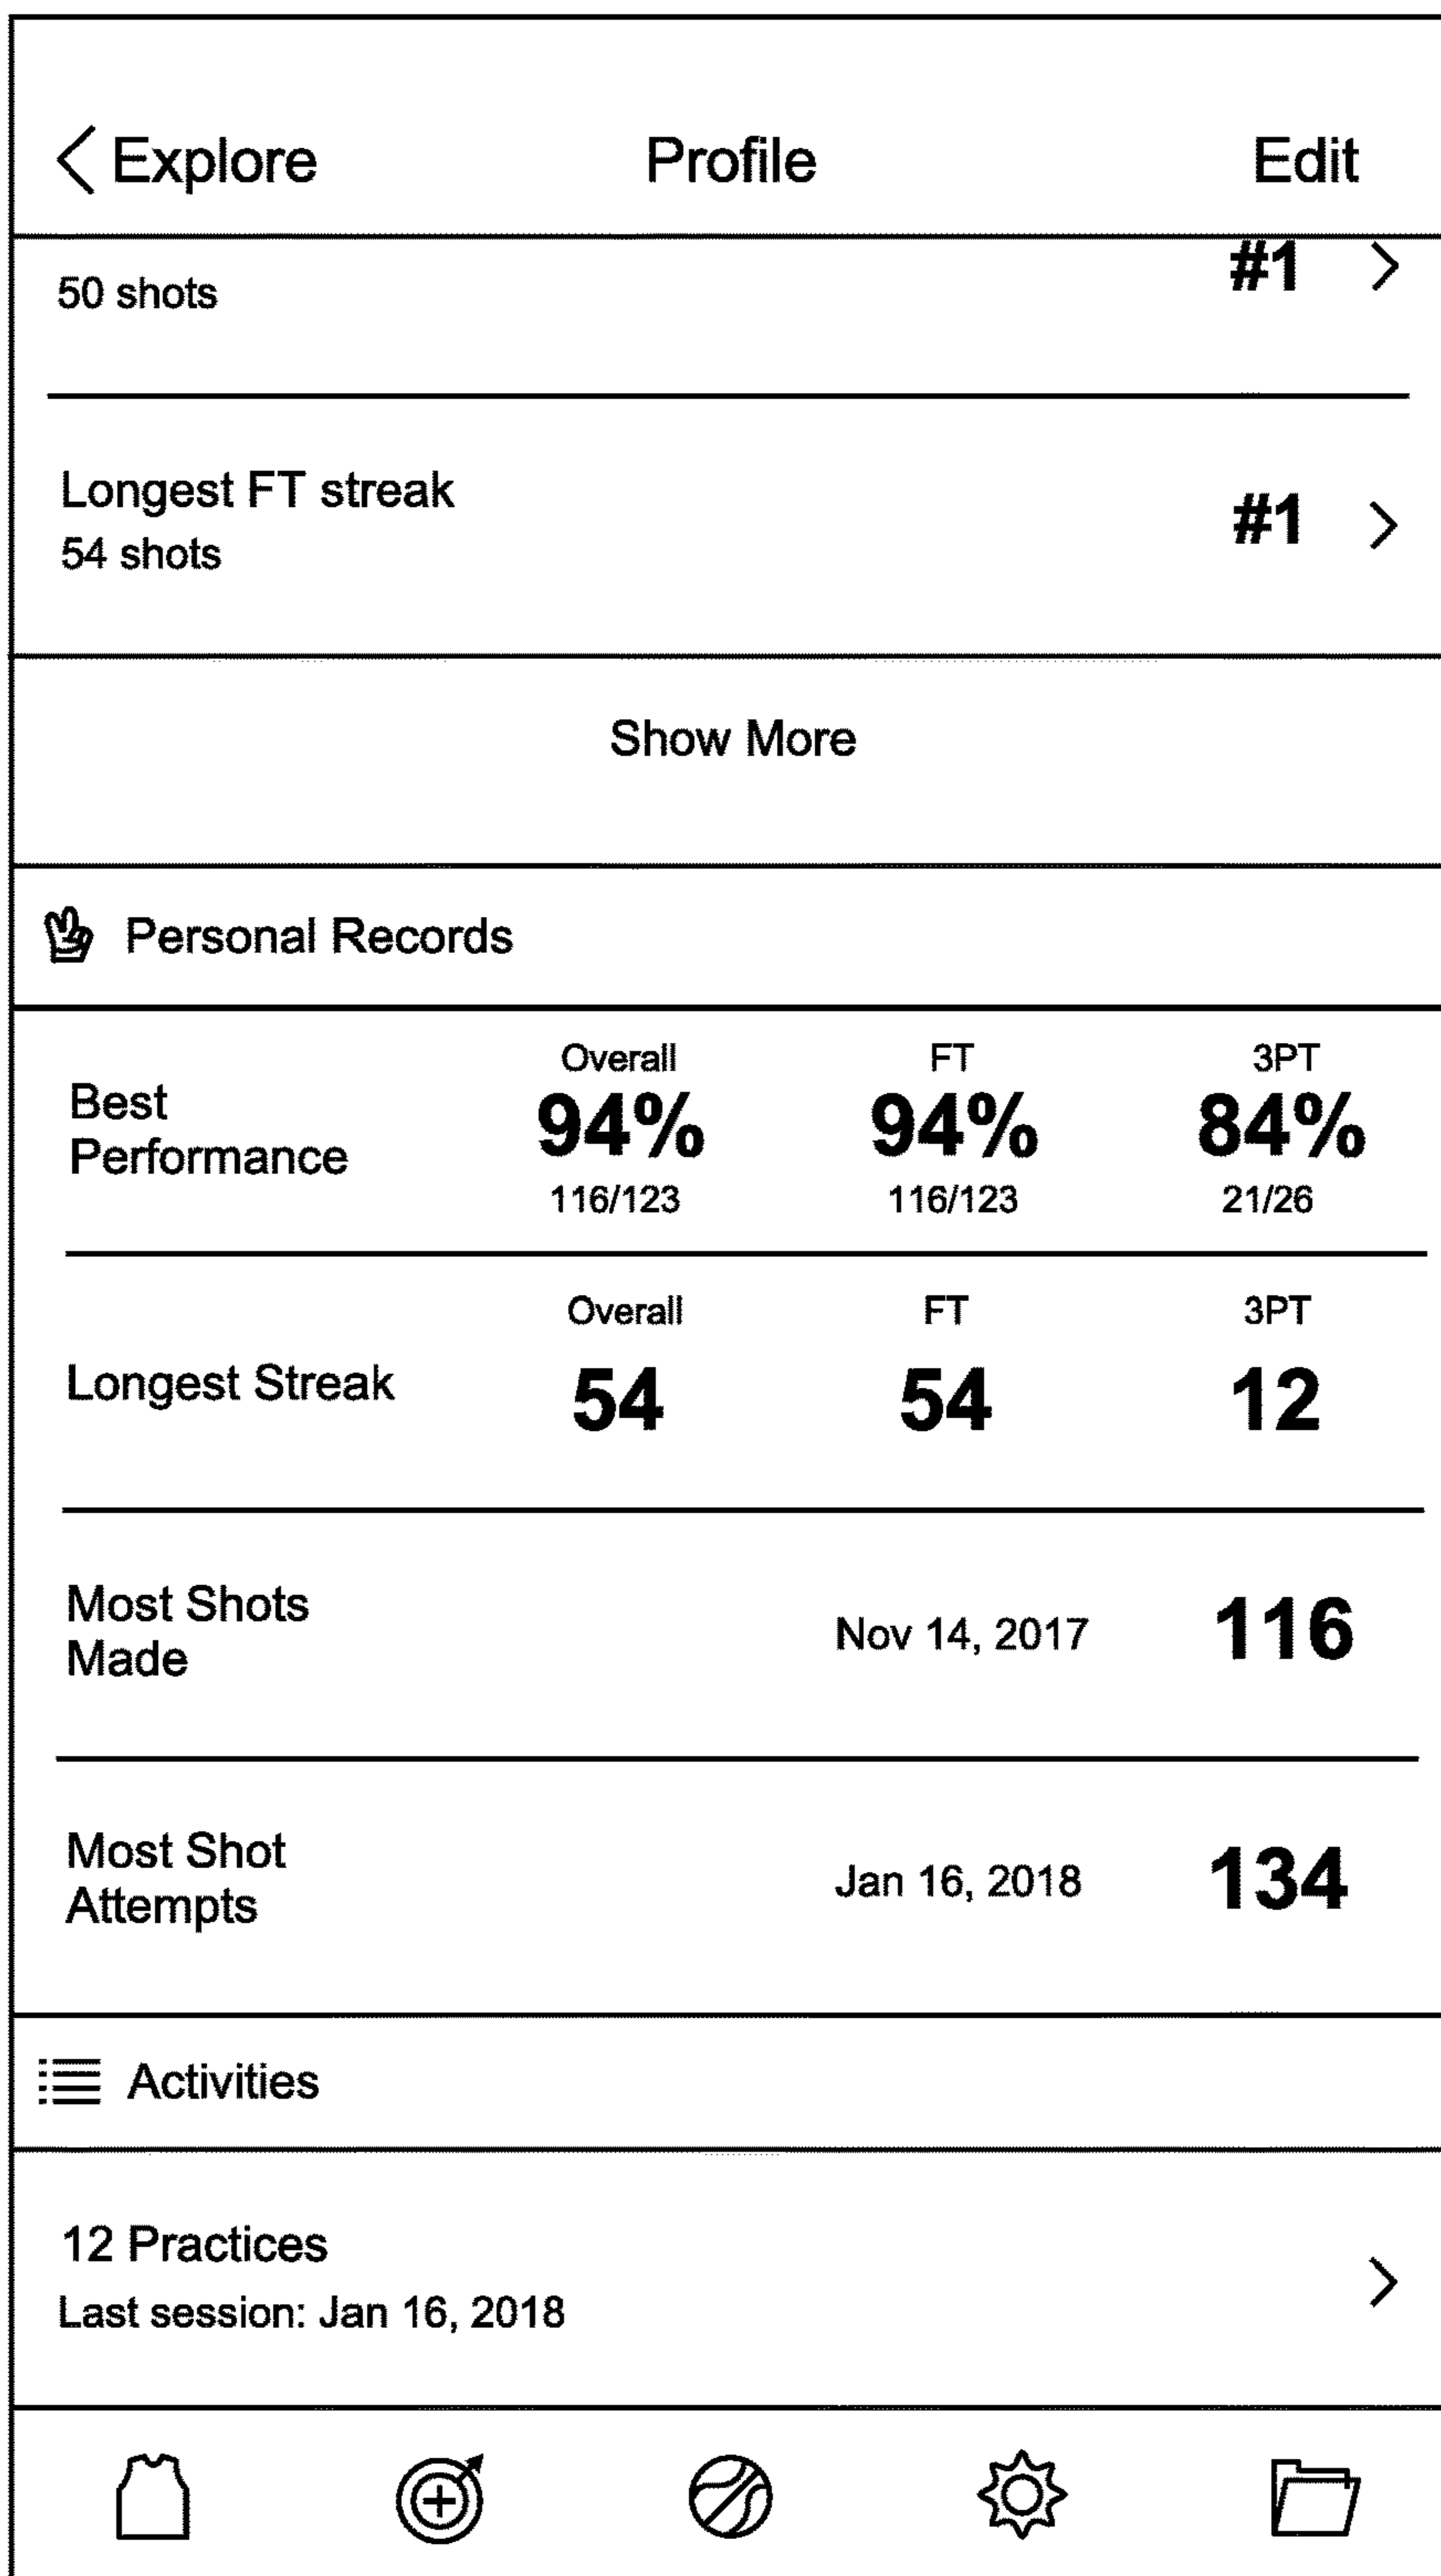 Explore
Profile
Edit
50 shots
#1
Longest FT streak
54 shots
#1
Show More
Personal Records
Best
Performance
Overall
94%
116/123
FT
94%
116/123
3PT
84%
21/26
Longest Streak
Overall
54
FT
54
3PT
12
Most Shots
Made
Nov 14, 2017
116
Most Shot
Attempts
Jan 16, 2018
134
Activities
12 Practices
Last session: Jan 16, 2018